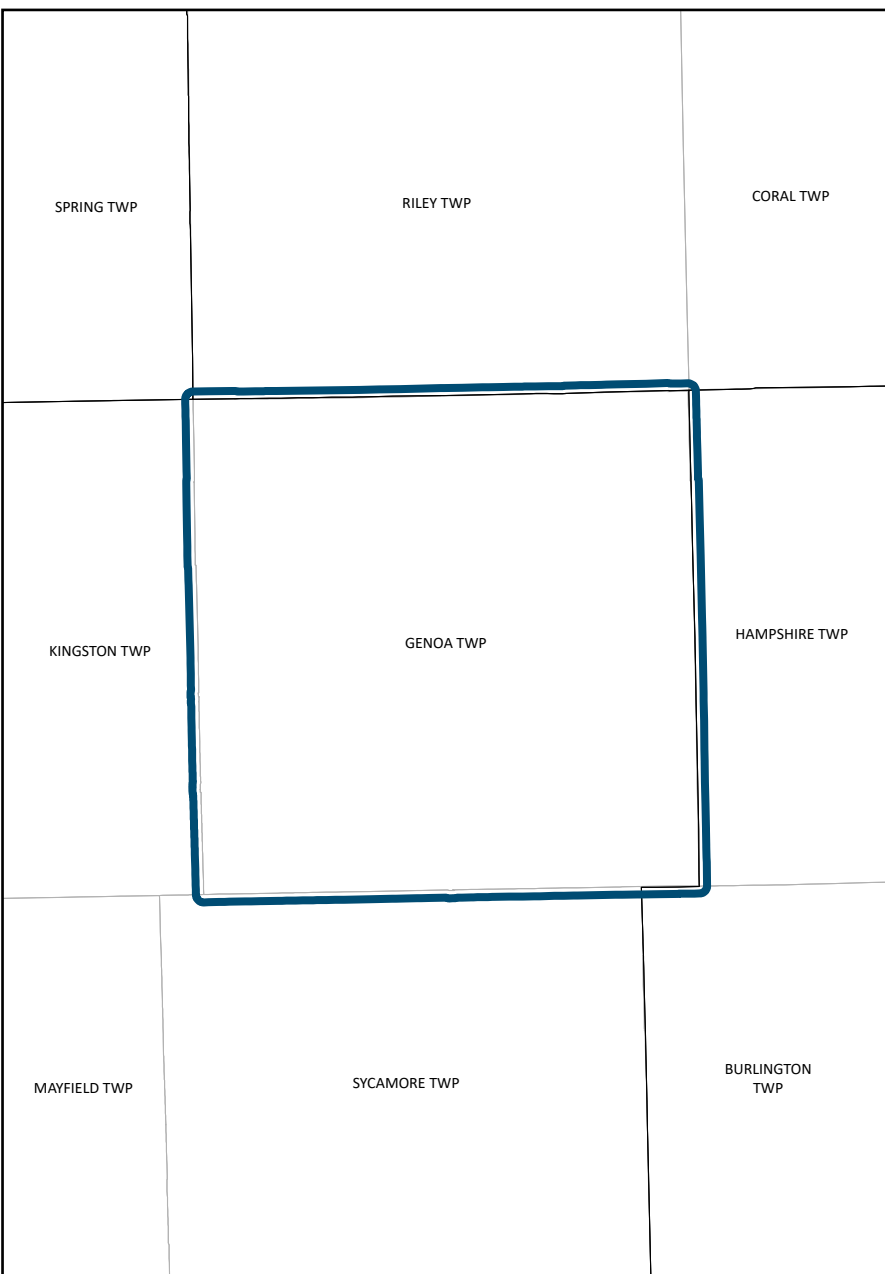 SPRING TWP
RILEY TWP
CORAL TWP
KINGSTON TWP
GENOA TWP
HAMPSHIRE TWP
MAYFIELD TWP
SYCAMORE TWP
BURLINGTON
TWP